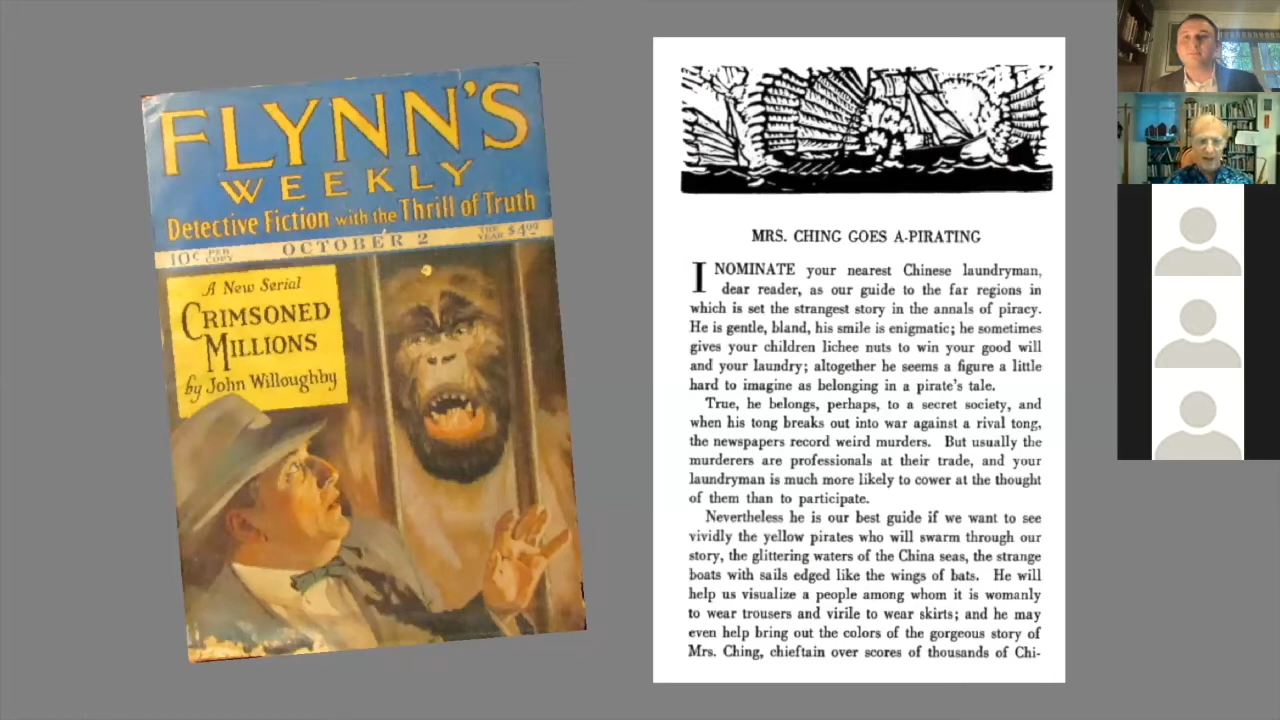 FLYNN'S
WEEKLY
Detective Fiction with the Thrill of Truth
10¢ PER COPY OCTOBER 2 THE YEAR $4.00
A New Serial
CRIMSONED
MILLIONS
by John Willoughby
MRS. CHING GOES A-PIRATING
I NOMINATE your nearest Chinese laundryman,
dear reader, as our guide to the far regions in
which is set the strangest story in the annals of piracy.
He is gentle, bland, his smile is enigmatic; he sometimes
gives your children lichee nuts to win your good will
and your laundry; altogether he seems a figure a little
hard to imagine as belonging in a pirate's tale.
True, he belongs, perhaps, to a secret society, and
when his tong breaks out into war against a rival tong,
the newspapers record weird murders. But usually the
murderers are professionals at their trade, and your
laundryman is much more likely to cower at the thought
of them than to participate.
Nevertheless he is our best guide if we want to see
vividly the yellow pirates who will swarm through our
story, the glittering waters of the China seas, the strange
boats with sails edged like the wings of bats. He will
help us visualize a people among whom it is womanly
to wear trousers and virile to wear skirts; and he may
even help bring out the colors of the gorgeous story of
Mrs. Ching, chieftain over scores of thousands of Chi-